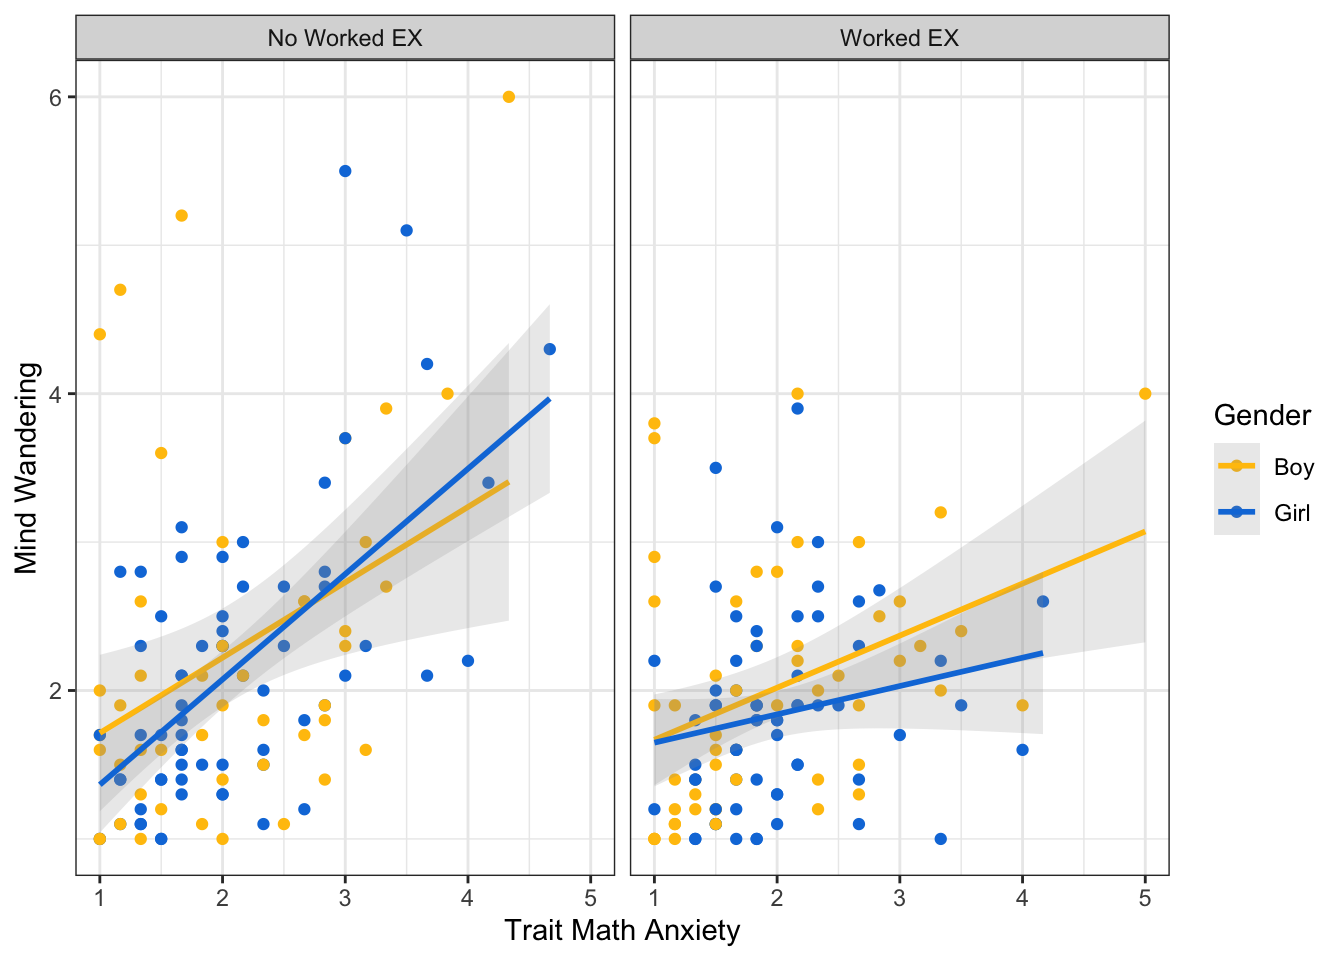 No Worked EX
Worked EX
6
4
2
Mind Wandering
1 2 3 4 5
1 2 3 4 5
Trait Math Anxiety
Gender
Boy
Girl